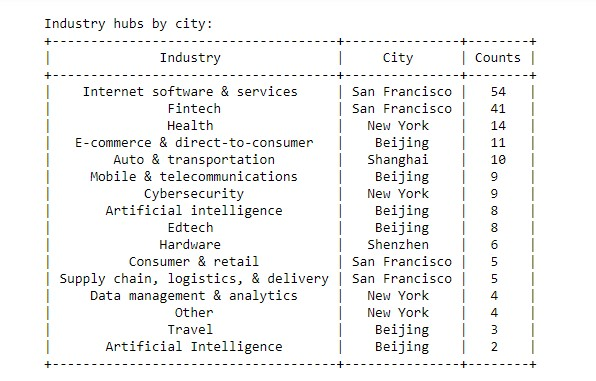 Industry hubs by city:
+----------------------------------+---------------+--------+
| Industry | City | Counts |
+----------------------------------+---------------+--------+
| Internet software & services | San Francisco | 54 |
| Fintech | San Francisco | 41 |
| Health | New York | 14 |
| E-commerce & direct-to-consumer | Beijing | 11 |
| Auto & transportation | Shanghai | 10 |
| Mobile & telecommunications | Beijing | 9 |
| Cybersecurity | New York | 9 |
| Artificial intelligence | Beijing | 8 |
| Edtech | Beijing | 8 |
| Hardware | Shenzhen | 6 |
| Consumer & retail | San Francisco | 5 |
| Supply chain, logistics, & delivery | San Francisco | 5 |
| Data management & analytics | New York | 4 |
| Other | New York | 4 |
| Travel | Beijing | 3 |
| Artificial Intelligence | Beijing | 2 |
+----------------------------------+---------------+--------+